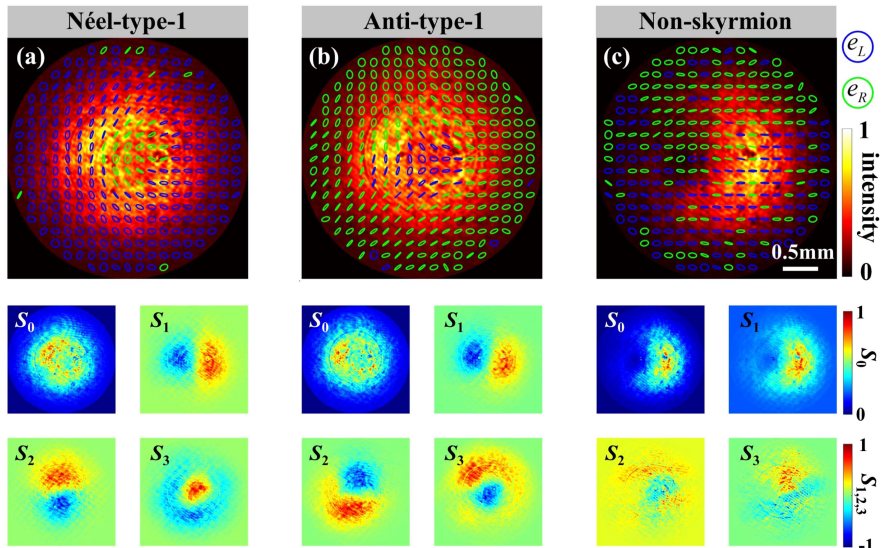 Néel-type-1 Anti-type-1 Non-skyrmion
(a) (b) (c) e_L
e_R
1
intensity
0
0.5mm
S_0 S_1 S_0 S_1 S_0 S_1 1
S_0
0
S_2 S_3 S_2 S_3 S_2 S_3 1
S_1,2,3
-1